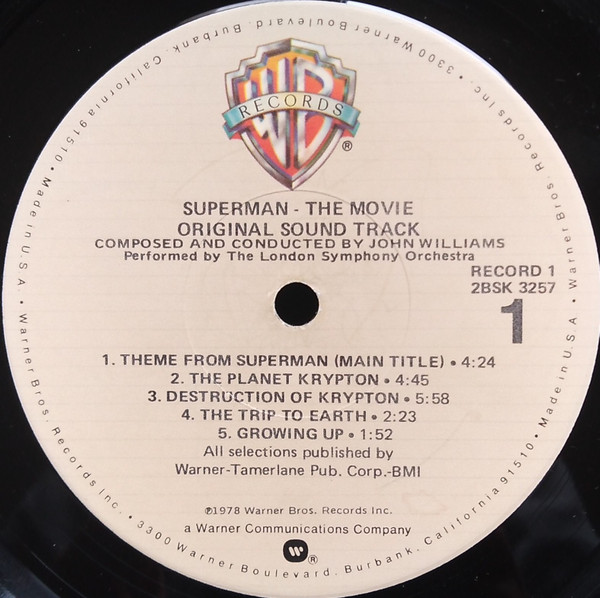 WB
RECORDS
®
SUPERMAN - THE MOVIE
ORIGINAL SOUND TRACK
COMPOSED AND CONDUCTED BY JOHN WILLIAMS
Performed by The London Symphony Orchestra
RECORD 1
2BSK 3257
1
1. THEME FROM SUPERMAN (MAIN TITLE) • 4:24
2. THE PLANET KRYPTON • 4:45
3. DESTRUCTION OF KRYPTON • 5:58
4. THE TRIP TO EARTH • 2:23
5. GROWING UP • 1:52
All selections published by
Warner-Tamerlane Pub. Corp.-BMI
℗1978 Warner Bros. Records Inc.
a Warner Communications Company
®
Warner Bros. Records Inc. • 3300 Warner Boulevard, Burbank, California 91510 • Made in U.S.A. • Warner Bros. Records Inc. • 3300 Warner Boulevard, Burbank, California 91510 • Made in U.S.A. •